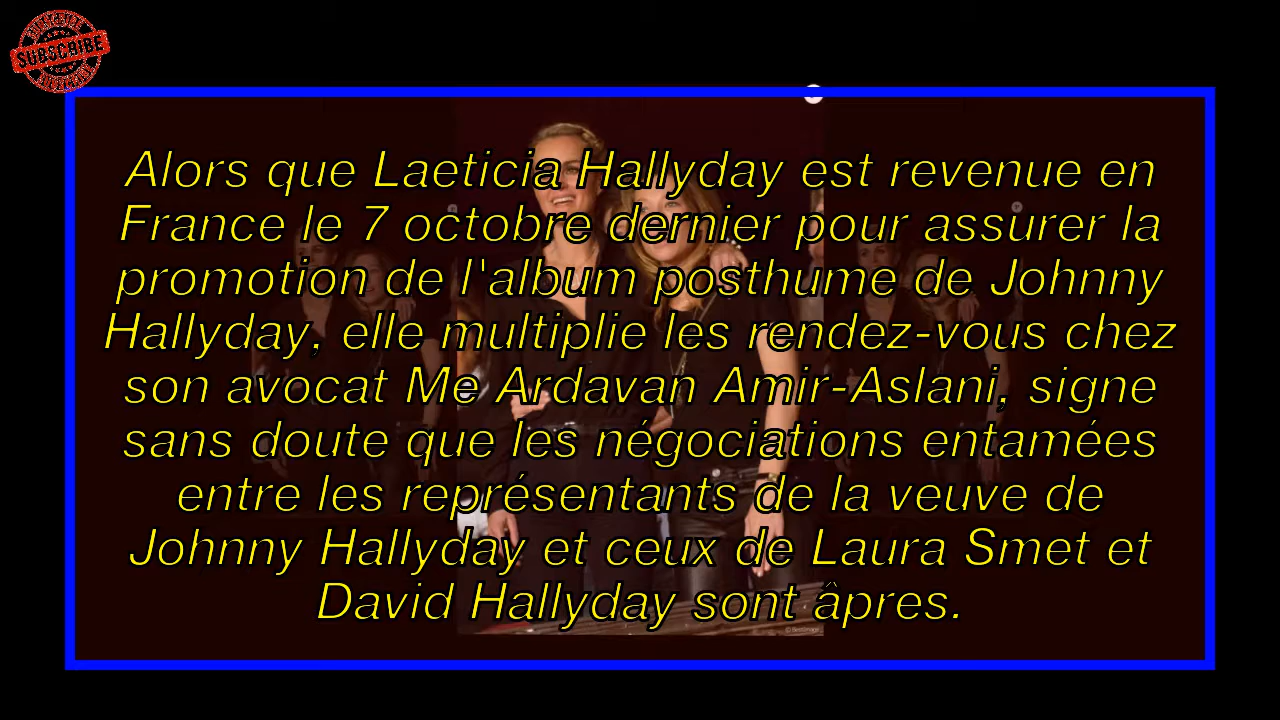 SUBSCRIBE
SUBSCRIBE
SUBSCRIBE
Alors que Laeticia Hallyday est revenue en
France le 7 octobre dernier pour assurer la
promotion de l'album posthume de Johnny
Hallyday, elle multiplie les rendez-vous chez
son avocat Me Ardavan Amir-Aslani, signe
sans doute que les négociations entamées
entre les représentants de la veuve de
Johnny Hallyday et ceux de Laura Smet et
David Hallyday sont âpres.